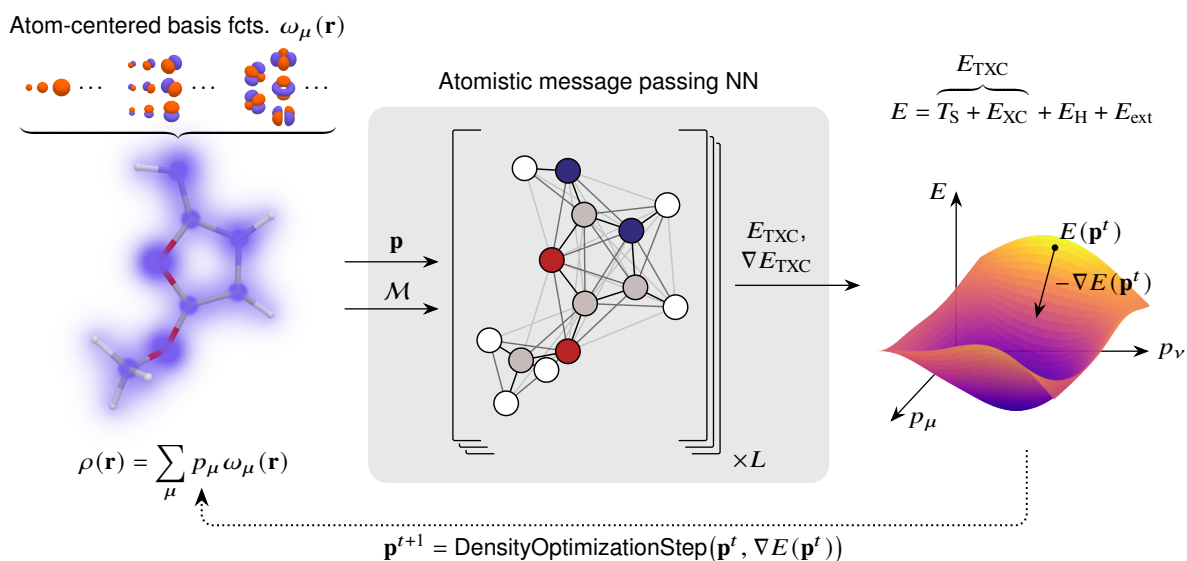 Atom-centered basis fcts. ω_μ(𝐫)
··· ··· ···
ρ(𝐫) = ∑_μ p_μ ω_μ(𝐫)
𝐩
ℳ
Atomistic message passing NN
×L
E_TXC,
∇E_TXC
E_TXC
E = T_S + E_XC + E_H + E_ext
E
E(𝐩^t)
−∇E(𝐩^t)
p_ν
p_μ
𝐩^{t+1} = DensityOptimizationStep(𝐩^t, ∇E(𝐩^t))